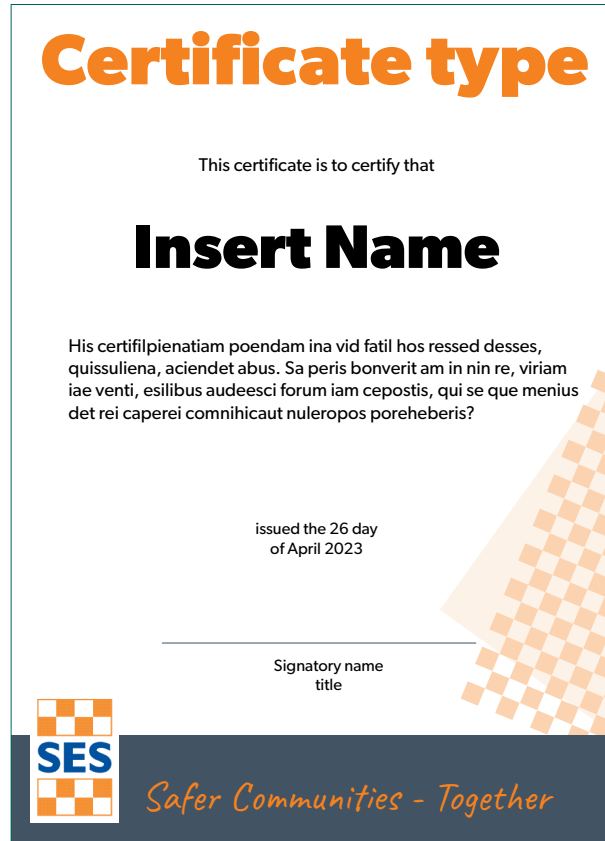 Certificate type
This certificate is to certify that
Insert Name
His certifilpienatiam poendam ina vid fatil hos ressed desses,
quissuliena, aciendet abus. Sa peris bonverit am in nin re, viriam
iae venti, esilibus audeesci forum iam cepostis, qui se que menius
det rei caperei comnihicaut nuleropos poreheberis?
issued the 26 day
of April 2023
Signatory name
title
SES
Safer Communities - Together